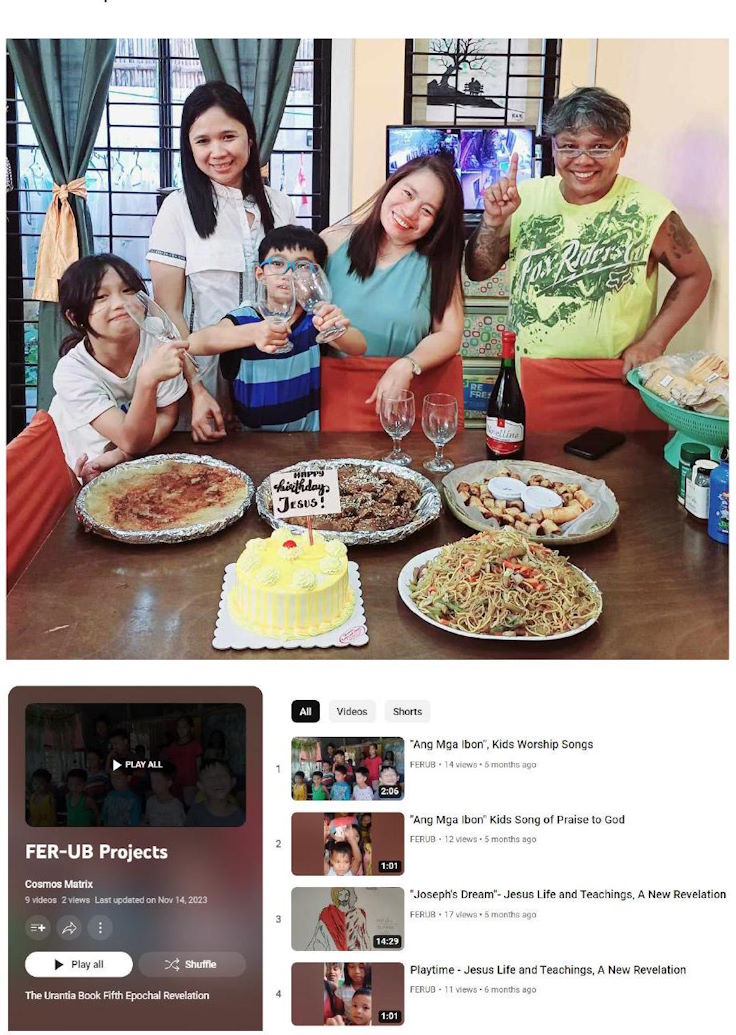 Fox Riders Co
RE
FRES
Novellino
HAPPY
birthday
JESUS!
PLAY ALL
FER-UB Projects
Cosmos Matrix
9 videos 2 views Last updated on Nov 14, 2023
Play all
Shuffle
The Urantia Book Fifth Epochal Revelation
All
Videos
Shorts
1
2:06
"Ang Mga Ibon", Kids Worship Songs
FERUB • 14 views • 5 months ago
2
1:01
"Ang Mga Ibon" Kids Song of Praise to God
FERUB • 12 views • 5 months ago
3
14:29
"Joseph's Dream"- Jesus Life and Teachings, A New Revelation
FERUB • 17 views • 5 months ago
4
1:01
Playtime - Jesus Life and Teachings, A New Revelation
FERUB • 11 views • 6 months ago